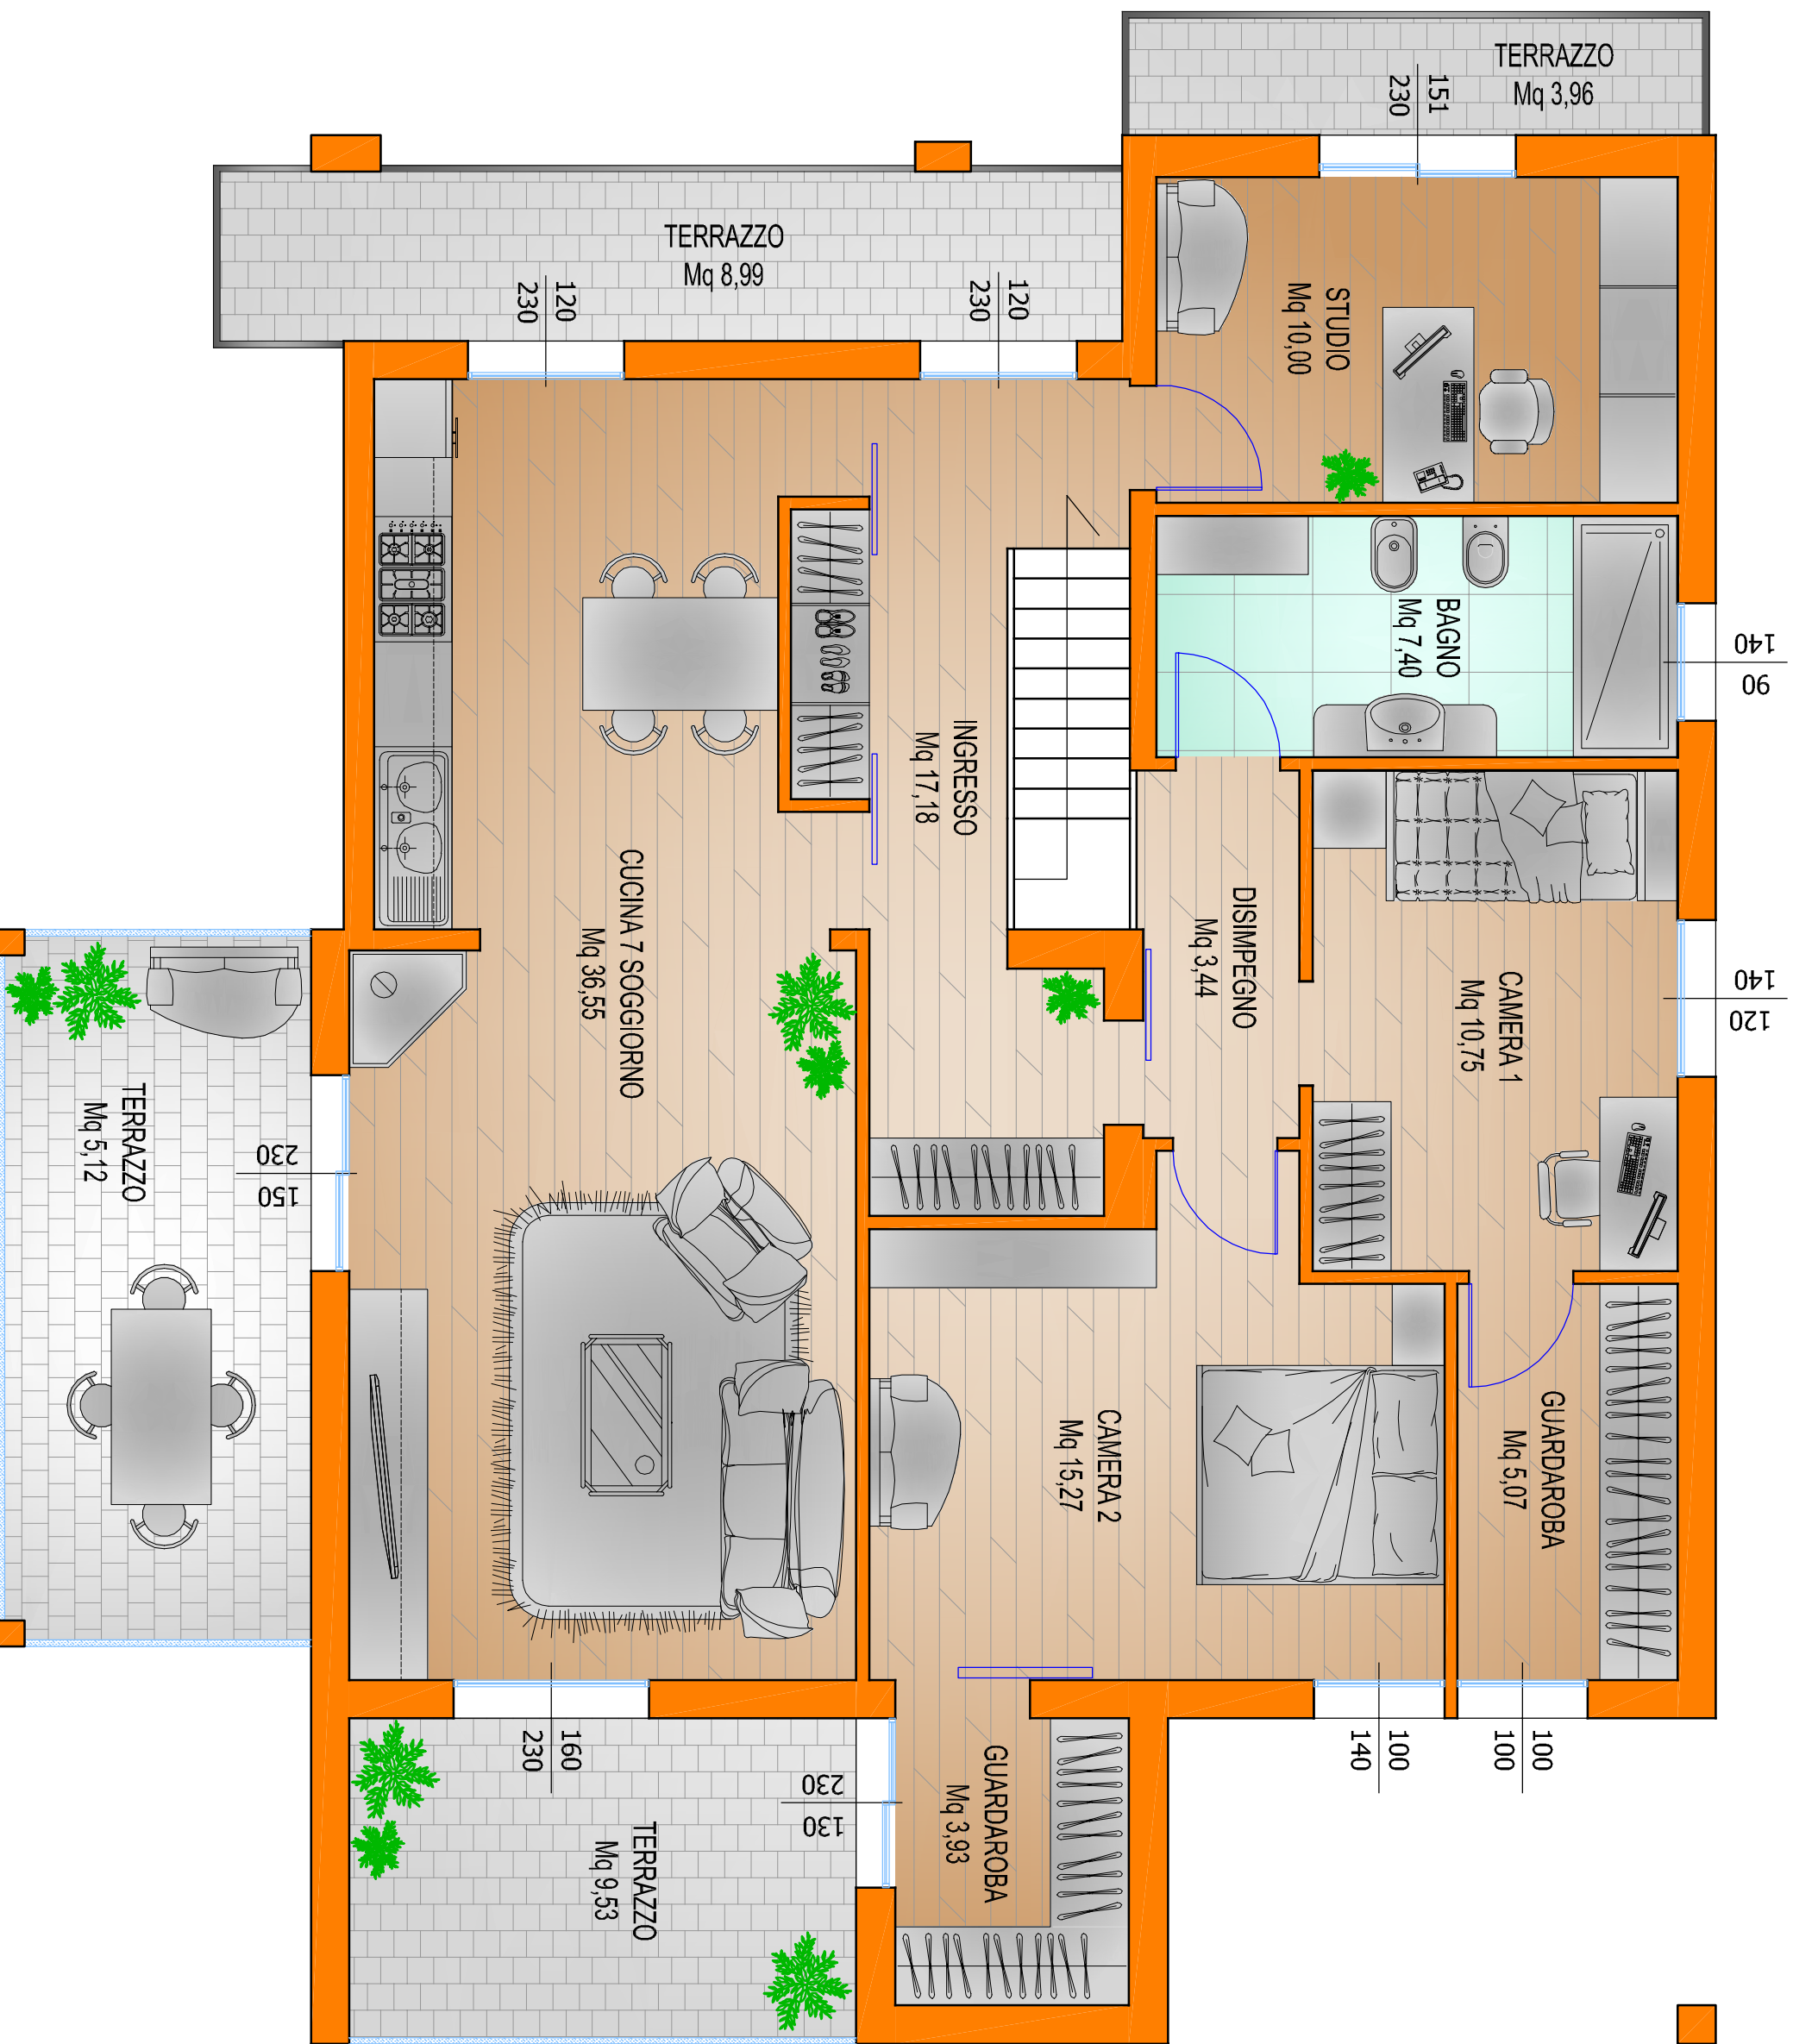 TERRAZZO
Mq 3,96
151
230
TERRAZZO
Mq 8,99
120
230
120
230
STUDIO
Mq 10,00
BAGNO
Mq 7,40
140
90
INGRESSO
Mq 17,18
CUCINA 7 SOGGIORNO
Mq 36,55
DISIMPEGNO
Mq 3,44
CAMERA 1
Mq 10,75
140
120
TERRAZZO
Mq 5,12
230
150
CAMERA 2
Mq 15,27
GUARDAROBA
Mq 5,07
160
230
230
130
GUARDAROBA
Mq 3,93
100
140
100
100
TERRAZZO
Mq 9,53